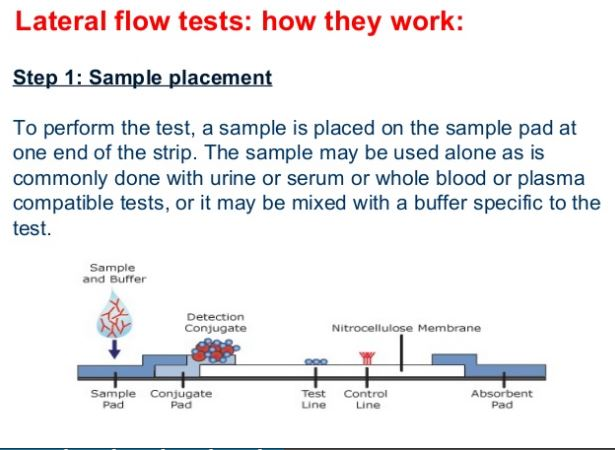 Lateral flow tests: how they work:
Step 1: Sample placement
To perform the test, a sample is placed on the sample pad at
one end of the strip. The sample may be used alone as is
commonly done with urine or serum or whole blood or plasma
compatible tests, or it may be mixed with a buffer specific to the
test.
Sample
and Buffer
Detection
Conjugate
Nitrocellulose Membrane
Sample
Pad
Conjugate
Pad
Test
Line
Control
Line
Absorbent
Pad